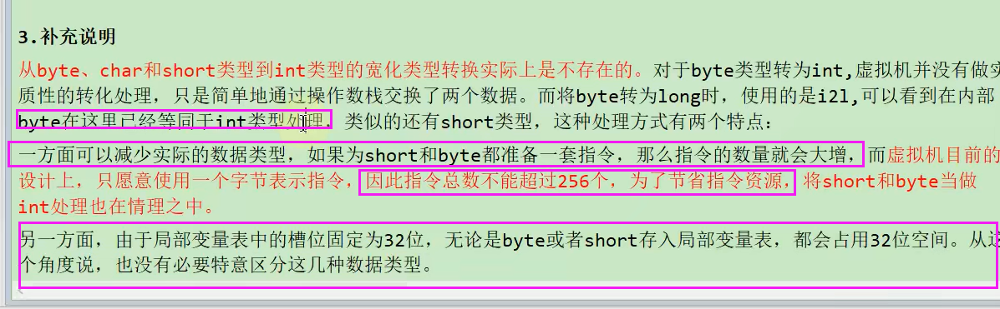 3.补充说明
从byte、char和short类型到int类型的宽化类型转换实际上是不存在的。对于byte类型转为int,虚拟机并没有做实
质性的转化处理，只是简单地通过操作数栈交换了两个数据。而将byte转为long时，使用的是i2l,可以看到在内部
byte在这里已经等同于int类型处理，类似的还有short类型，这种处理方式有两个特点：
一方面可以减少实际的数据类型，如果为short和byte都准备一套指令，那么指令的数量就会大增，而虚拟机目前的
设计上，只愿意使用一个字节表示指令，因此指令总数不能超过256个，为了节省指令资源，将short和byte当做
int处理也在情理之中。
另一方面，由于局部变量表中的槽位固定为32位，无论是byte或者short存入局部变量表，都会占用32位空间。从这
个角度说，也没有必要特意区分这几种数据类型。